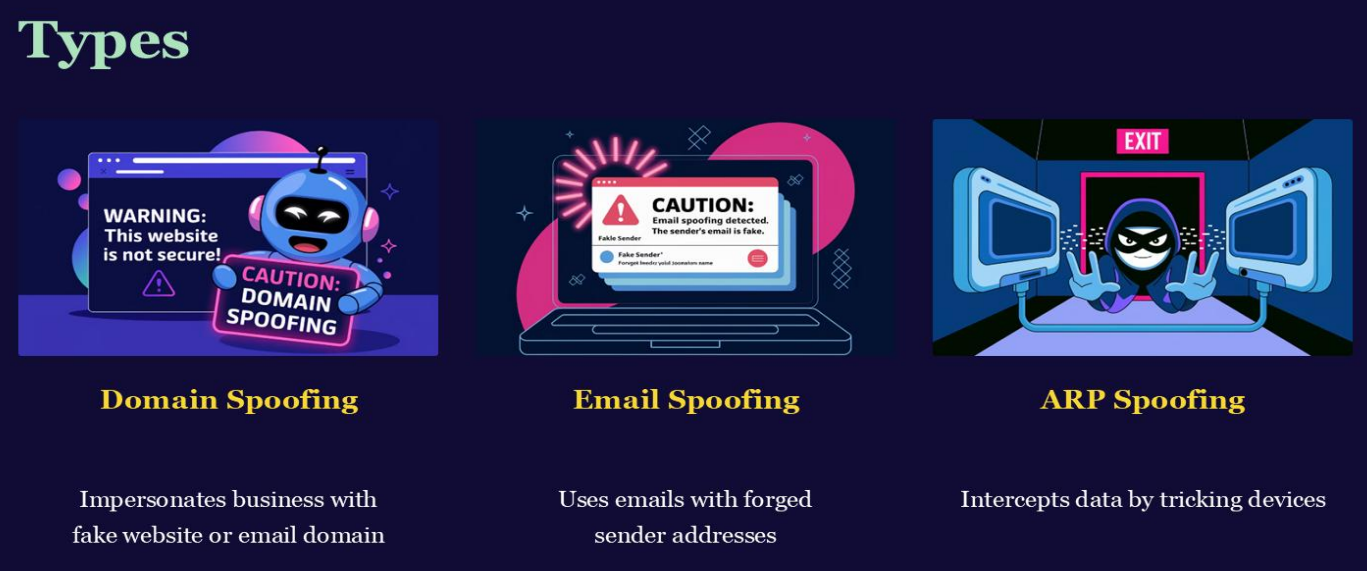 Types
WARNING:
This website
is not secure!
CAUTION:
DOMAIN
SPOOFING
CAUTION:
Email spoofing detected.
The sender's email is fake.
Fakle Sender
Fake Sender'
EXIT
Domain Spoofing
Email Spoofing
ARP Spoofing
Impersonates business with
fake website or email domain
Uses emails with forged
sender addresses
Intercepts data by tricking devices